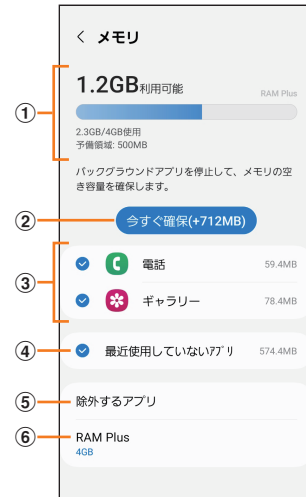 < メモリ
1.2GB利用可能 RAM Plus
①
2.3GB/4GB使用
予備領域: 500MB
バックグラウンドアプリを停止して、メモリの空
き容量を確保します。
② 今すぐ確保(+712MB)
電話 59.4MB
③
ギャラリー 78.4MB
④ 最近使用していないｱﾌﾟﾘ 574.4MB
⑤ 除外するアプリ
⑥ RAM Plus
4GB